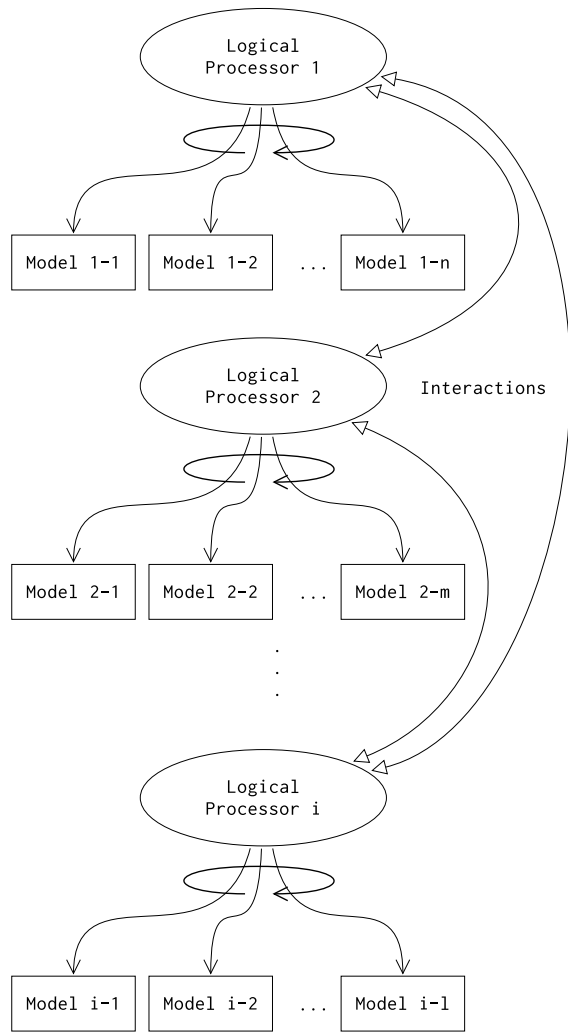 Logical
Processor 1
Model 1-1
Model 1-2
...
Model 1-n
Logical
Processor 2
Interactions
Model 2-1
Model 2-2
...
Model 2-m
.
.
.
Logical
Processor i
Model i-1
Model i-2
...
Model i-l